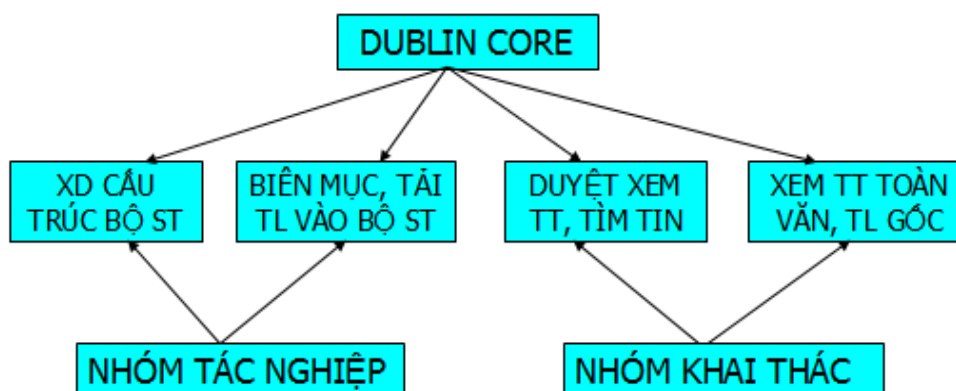 DUBLIN CORE
XD CẤU
TRÚC BỘ ST
BIÊN MỤC, TẢI
TL VÀO BỘ ST
DUYỆT XEM
TT, TÌM TIN
XEM TT TOÀN
VĂN, TL GỐC
NHÓM TÁC NGHIỆP
NHÓM KHAI THÁC